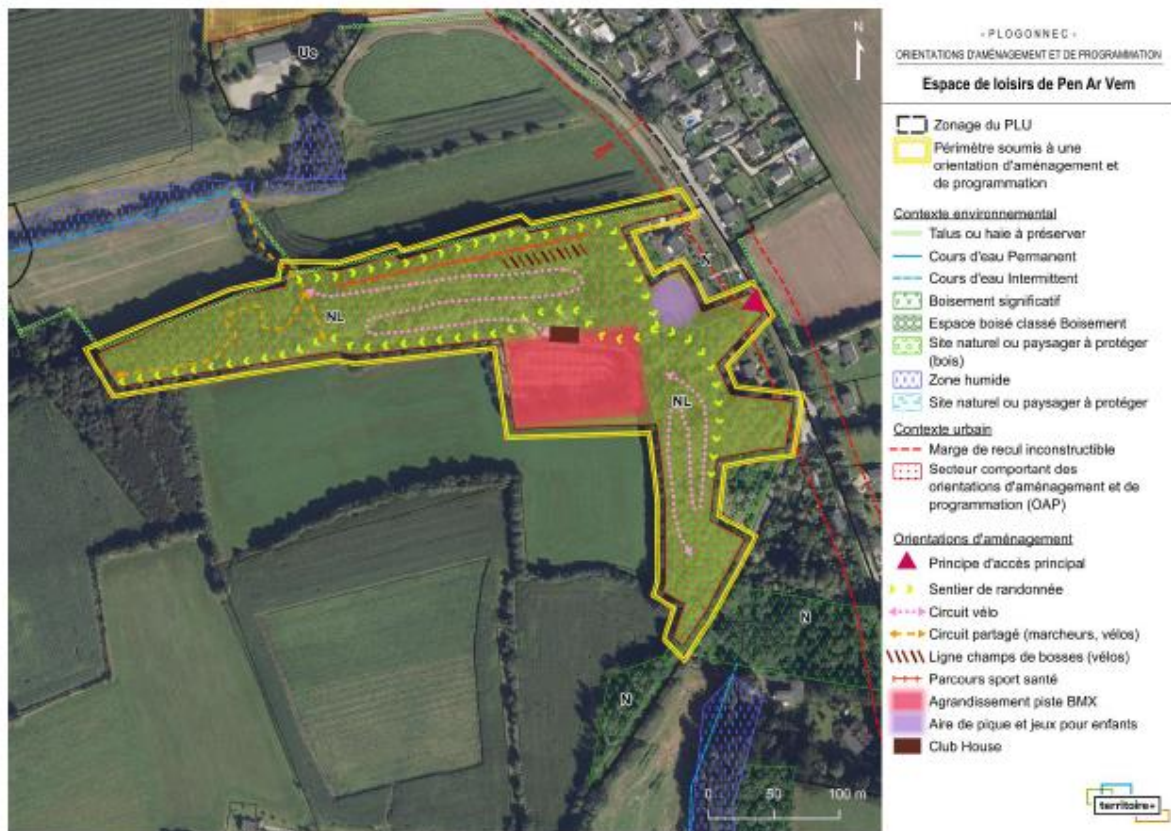 - PLOGONNEC -
ORIENTATIONS D'AMÉNAGEMENT ET DE PROGRAMMATION
Espace de loisirs de Pen Ar Vern
Zonage du PLU
Périmètre soumis à une
orientation d'aménagement et
de programmation
Contexte environnemental
Talus ou haie à préserver
Cours d'eau Permanent
Cours d'eau Intermittent
Boisement significatif
Espace boisé classé Boisement
Site naturel ou paysager à protéger
(bois)
Zone humide
Site naturel ou paysager à protéger
Contexte urbain
Marge de recul inconstructible
Secteur comportant des
orientations d'aménagement et de
programmation (OAP)
Orientations d'aménagement
Principe d'accès principal
Sentier de randonnée
Circuit vélo
Circuit partagé (marcheurs, vélos)
Ligne champs de bosses (vélos)
Parcours sport santé
Agrandissement piste BMX
Aire de pique et jeux pour enfants
Club House
territoire+
Ue
N
NL
NL
N
N
0 50 100 m